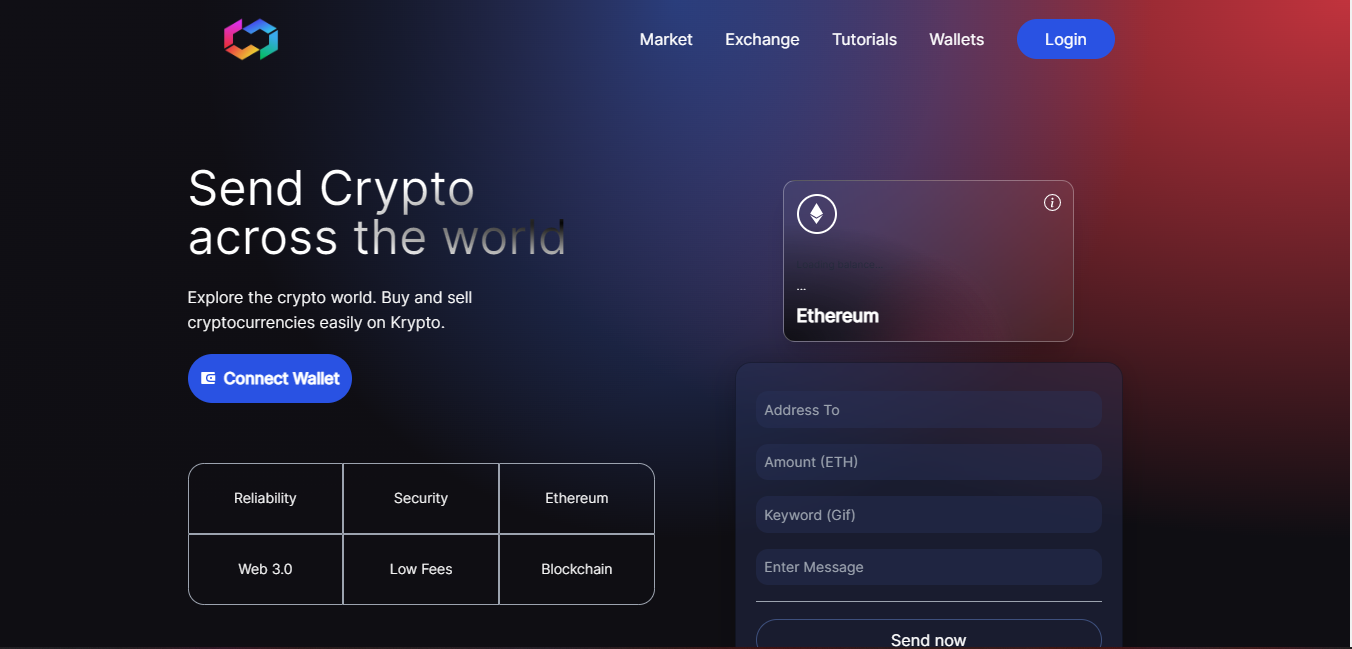 Market Exchange Tutorials Wallets Login
Send Crypto
across the world
Explore the crypto world. Buy and sell
cryptocurrencies easily on Krypto.
Connect Wallet
Reliability Security Ethereum
Web 3.0 Low Fees Blockchain
...
Ethereum
Address To
Amount (ETH)
Keyword (Gif)
Enter Message
Send now